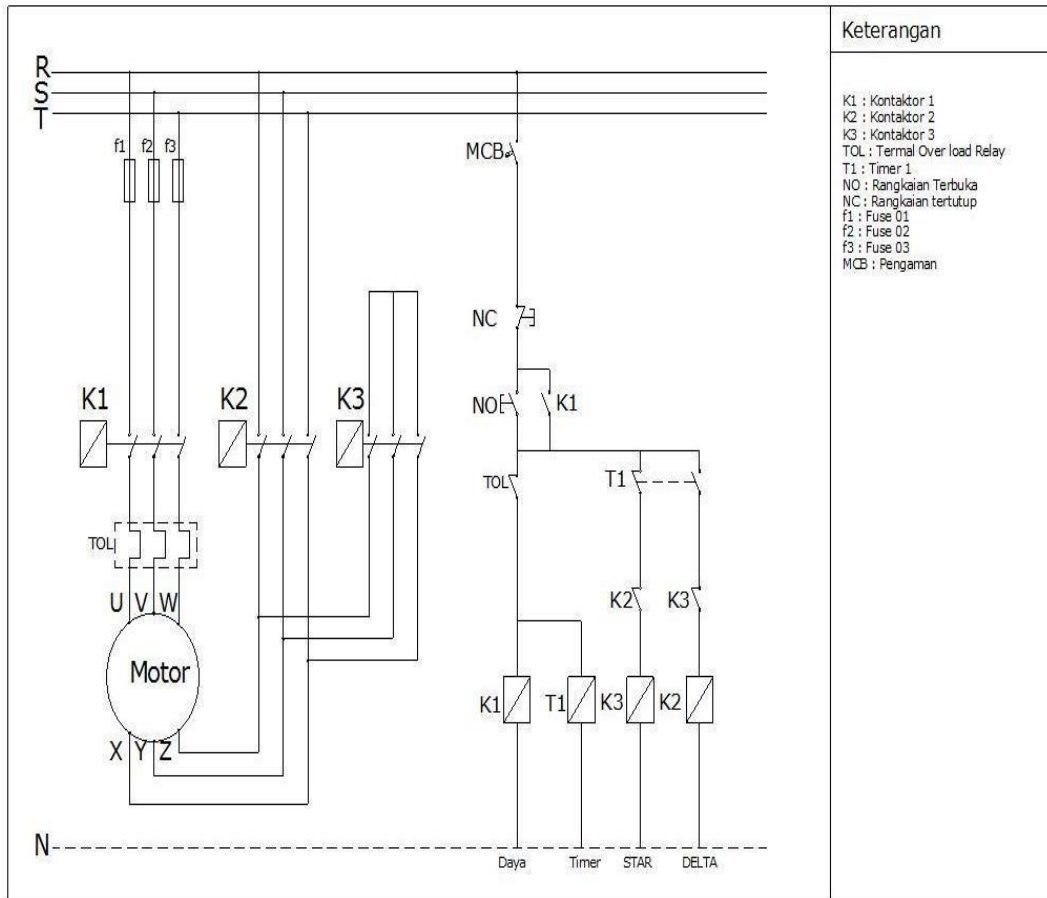 Keterangan
K1 : Kontaktor 1
K2 : Kontaktor 2
K3 : Kontaktor 3
TOL : Termal Over load Relay
T1 : Timer 1
NO : Rangkaian Terbuka
NC : Rangkaian tertutup
f1 : Fuse 01
f2 : Fuse 02
f3 : Fuse 03
MCB : Pengaman
R
S
T
f1 f2 f3
MCB
NC
K1 K2 K3
NO K1
TOL T1
TOL
U V W
K2 K3
Motor
K1 T1 K3 K2
X Y Z
N
Daya Timer STAR DELTA